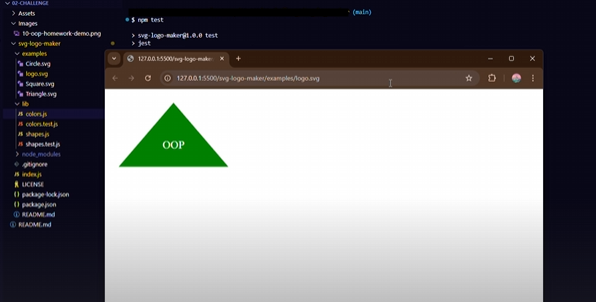 02-CHALLENGE
Assets
Images
10-oop-homework-demo.png
svg-logo-maker
examples
Circle.svg
logo.svg
Square.svg
Triangle.svg
lib
colors.js
colors.test.js
shapes.js
shapes.test.js
node_modules
.gitignore
index.js
LICENSE
package-lock.json
package.json
README.md
README.md
(main)
$ npm test
> svg-logo-maker@1.0.0 test
> jest
127.0.0.1:5500/svg-logo-make
127.0.0.1:5500/svg-logo-maker/examples/logo.svg
OOP